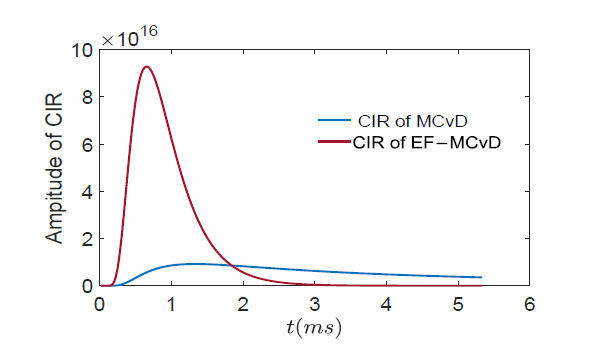 ×10^16
10
8
6
4
2
0
Ampitude of CIR
CIR of MCvD
CIR of EF−MCvD
0 1 2 3 4 5 6
t(ms)